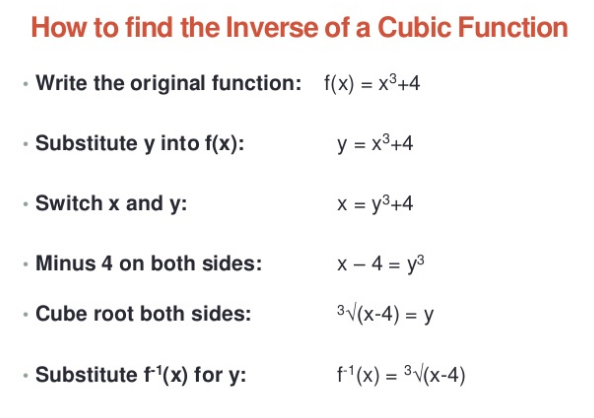 How to find the Inverse of a Cubic Function
• Write the original function: f(x) = x³+4
• Substitute y into f(x): y = x³+4
• Switch x and y: x = y³+4
• Minus 4 on both sides: x – 4 = y³
• Cube root both sides: ³√(x-4) = y
• Substitute f⁻¹(x) for y: f⁻¹(x) = ³√(x-4)